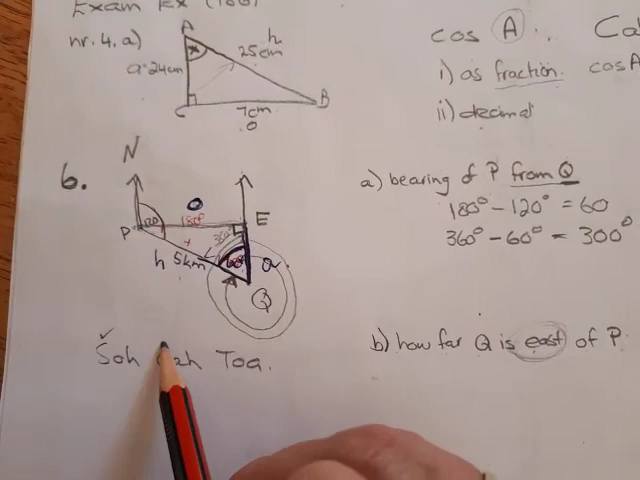 Exam Ex (186)
nr. 4. a)
A
x
h
25cm
a = 24cm
C
7cm
B
o
cos A
i) as fraction. cos A
ii) decimal
N
6.
o
180°
E
P
120
x
30°
h 5km
60°
a.
Q
a) bearing of P from Q
180° - 120° = 60
360° - 60° = 300°
b) how far Q is east of P.
Soh Toa.